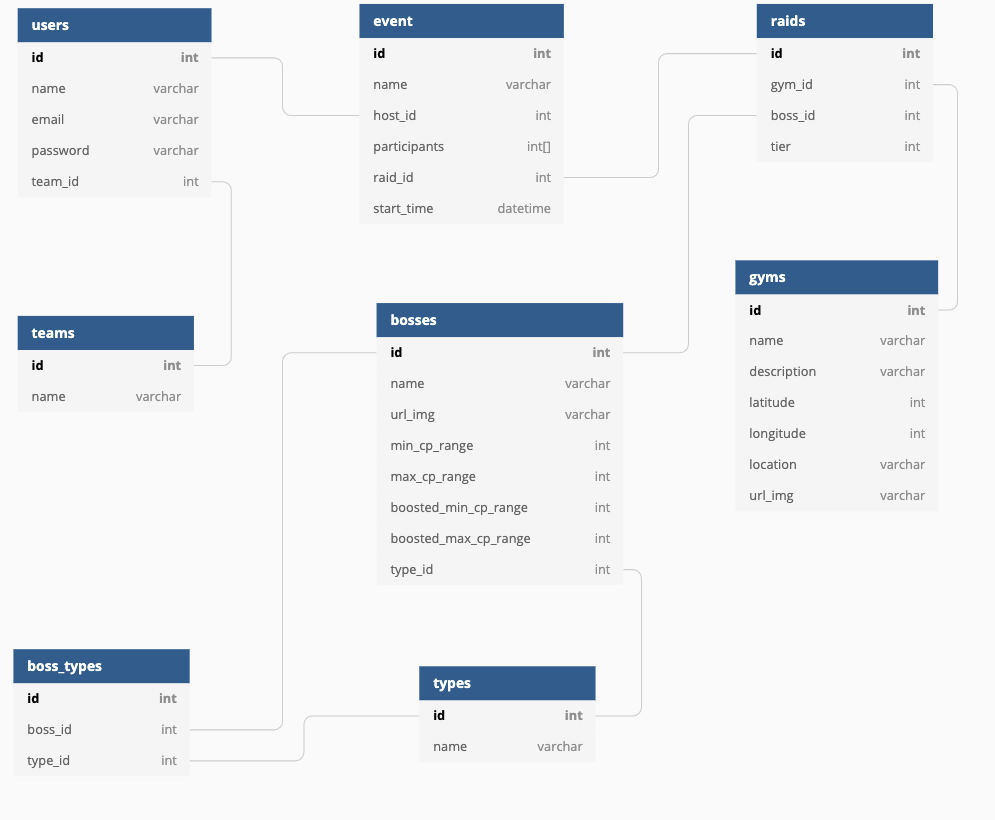 users
id int
name varchar
email varchar
password varchar
team_id int
event
id int
name varchar
host_id int
participants int[]
raid_id int
start_time datetime
raids
id int
gym_id int
boss_id int
tier int
gyms
id int
name varchar
description varchar
latitude int
longitude int
location varchar
url_img varchar
teams
id int
name varchar
bosses
id int
name varchar
url_img varchar
min_cp_range int
max_cp_range int
boosted_min_cp_range int
boosted_max_cp_range int
type_id int
boss_types
id int
boss_id int
type_id int
types
id int
name varchar